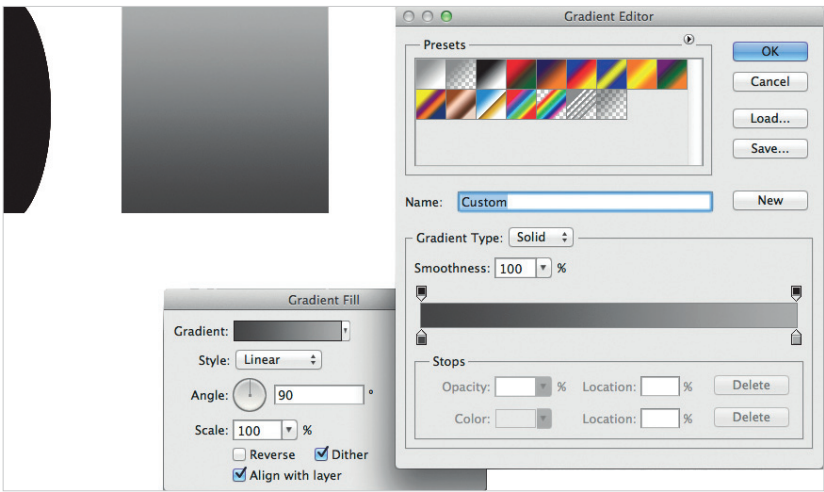 Gradient Editor
Presets
OK
Cancel
Load...
Save...
Name: Custom
New
Gradient Type: Solid
Smoothness: 100 %
Stops
Opacity: % Location: % Delete
Color: Location: % Delete
Gradient Fill
Gradient:
Style: Linear
Angle: 90 °
Scale: 100 %
Reverse Dither
Align with layer